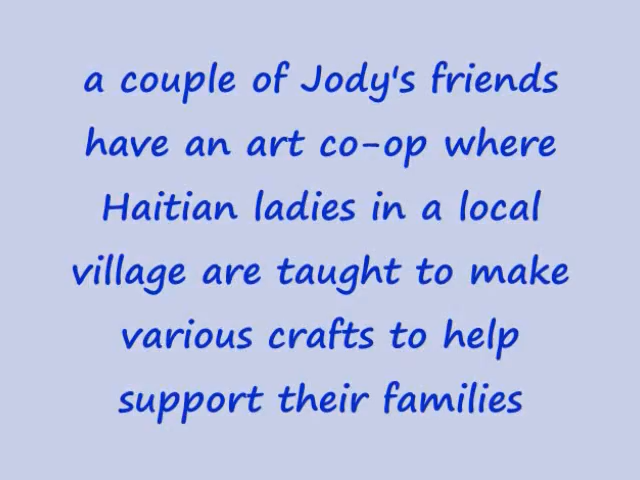 a couple of Jody's friends
have an art co-op where
Haitian ladies in a local
village are taught to make
various crafts to help
support their families